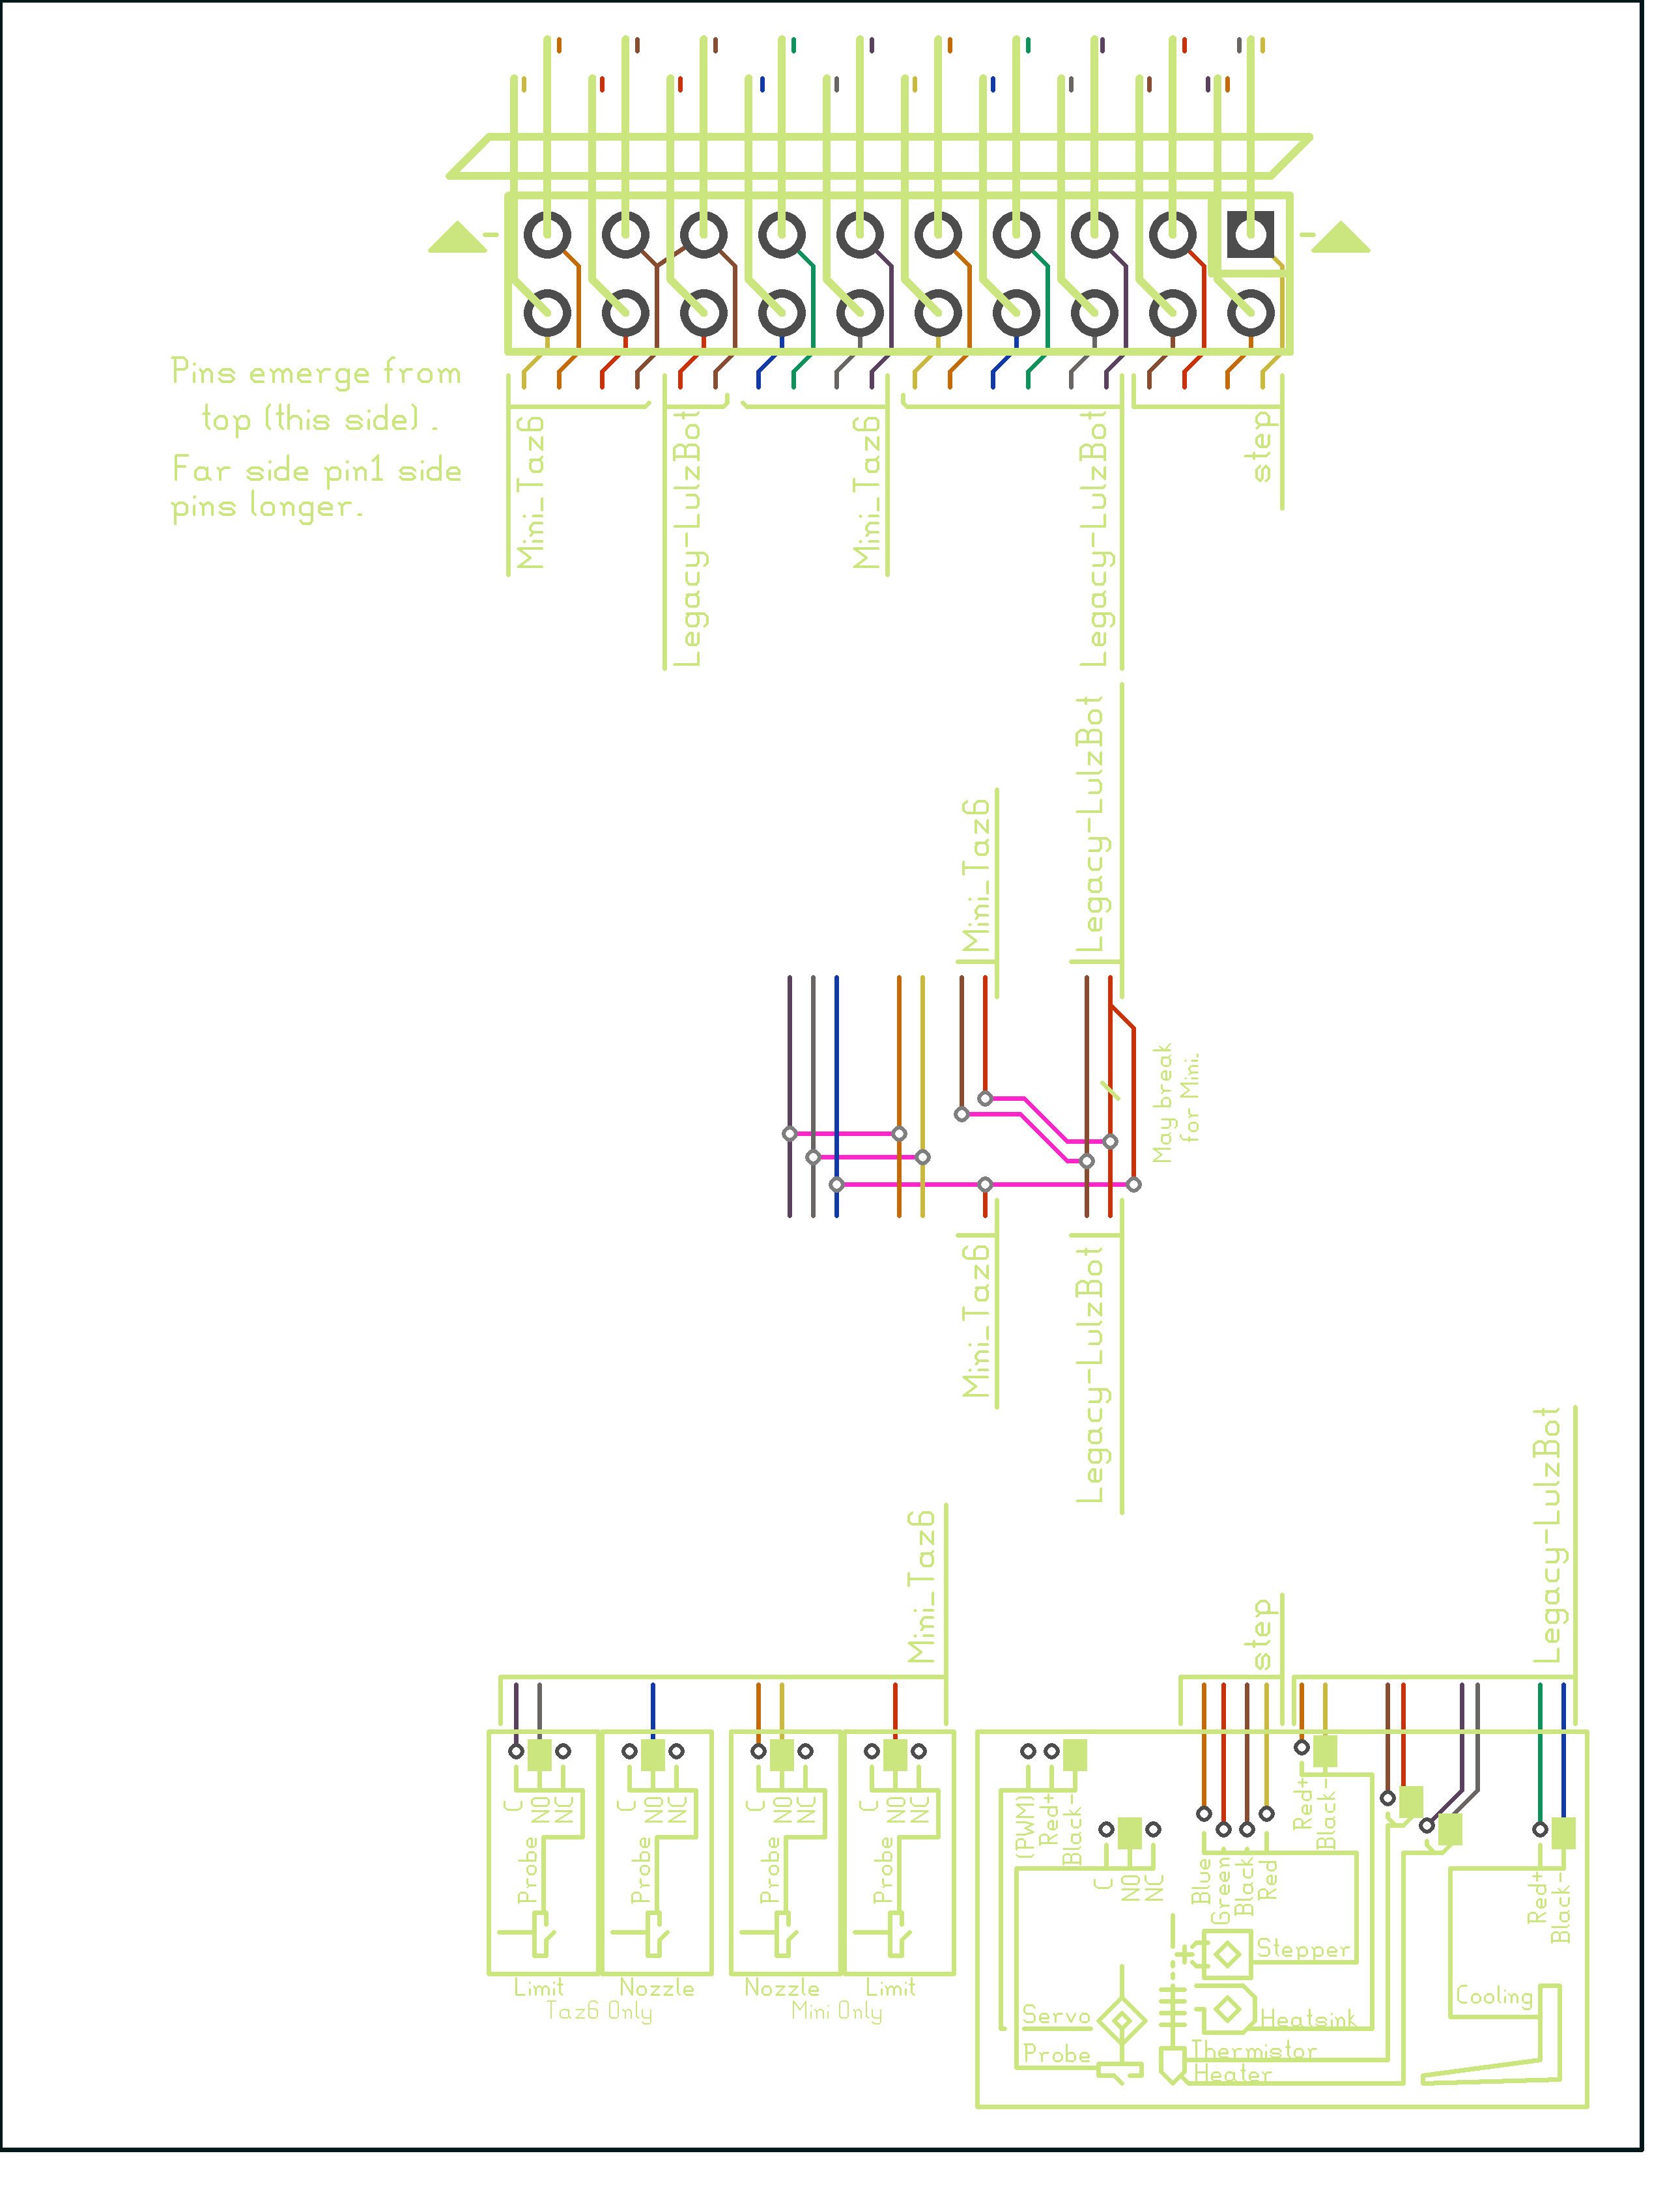 Pins emerge from
top (this side).
Far side pin1 side
pins longer.
Mini_Taz6
Legacy-LulzBot
Mini_Taz6
Legacy-LulzBot
step
Mini_Taz6
Legacy-LulzBot
May break
for Mini.
Mini_Taz6
Legacy-LulzBot
Mini_Taz6
step
Legacy-LulzBot
C
NO
NC
Probe
Limit
C
NO
NC
Probe
Nozzle
Taz6 Only
C
NO
NC
Probe
Nozzle
C
NO
NC
Probe
Limit
Mini Only
(PWM)
Red+
Black-
C
NO
NC
Blue
Green
Black
Red
Red+
Black-
Red+
Black-
Stepper
Cooling
Servo
Heatsink
Probe
Thermistor
Heater